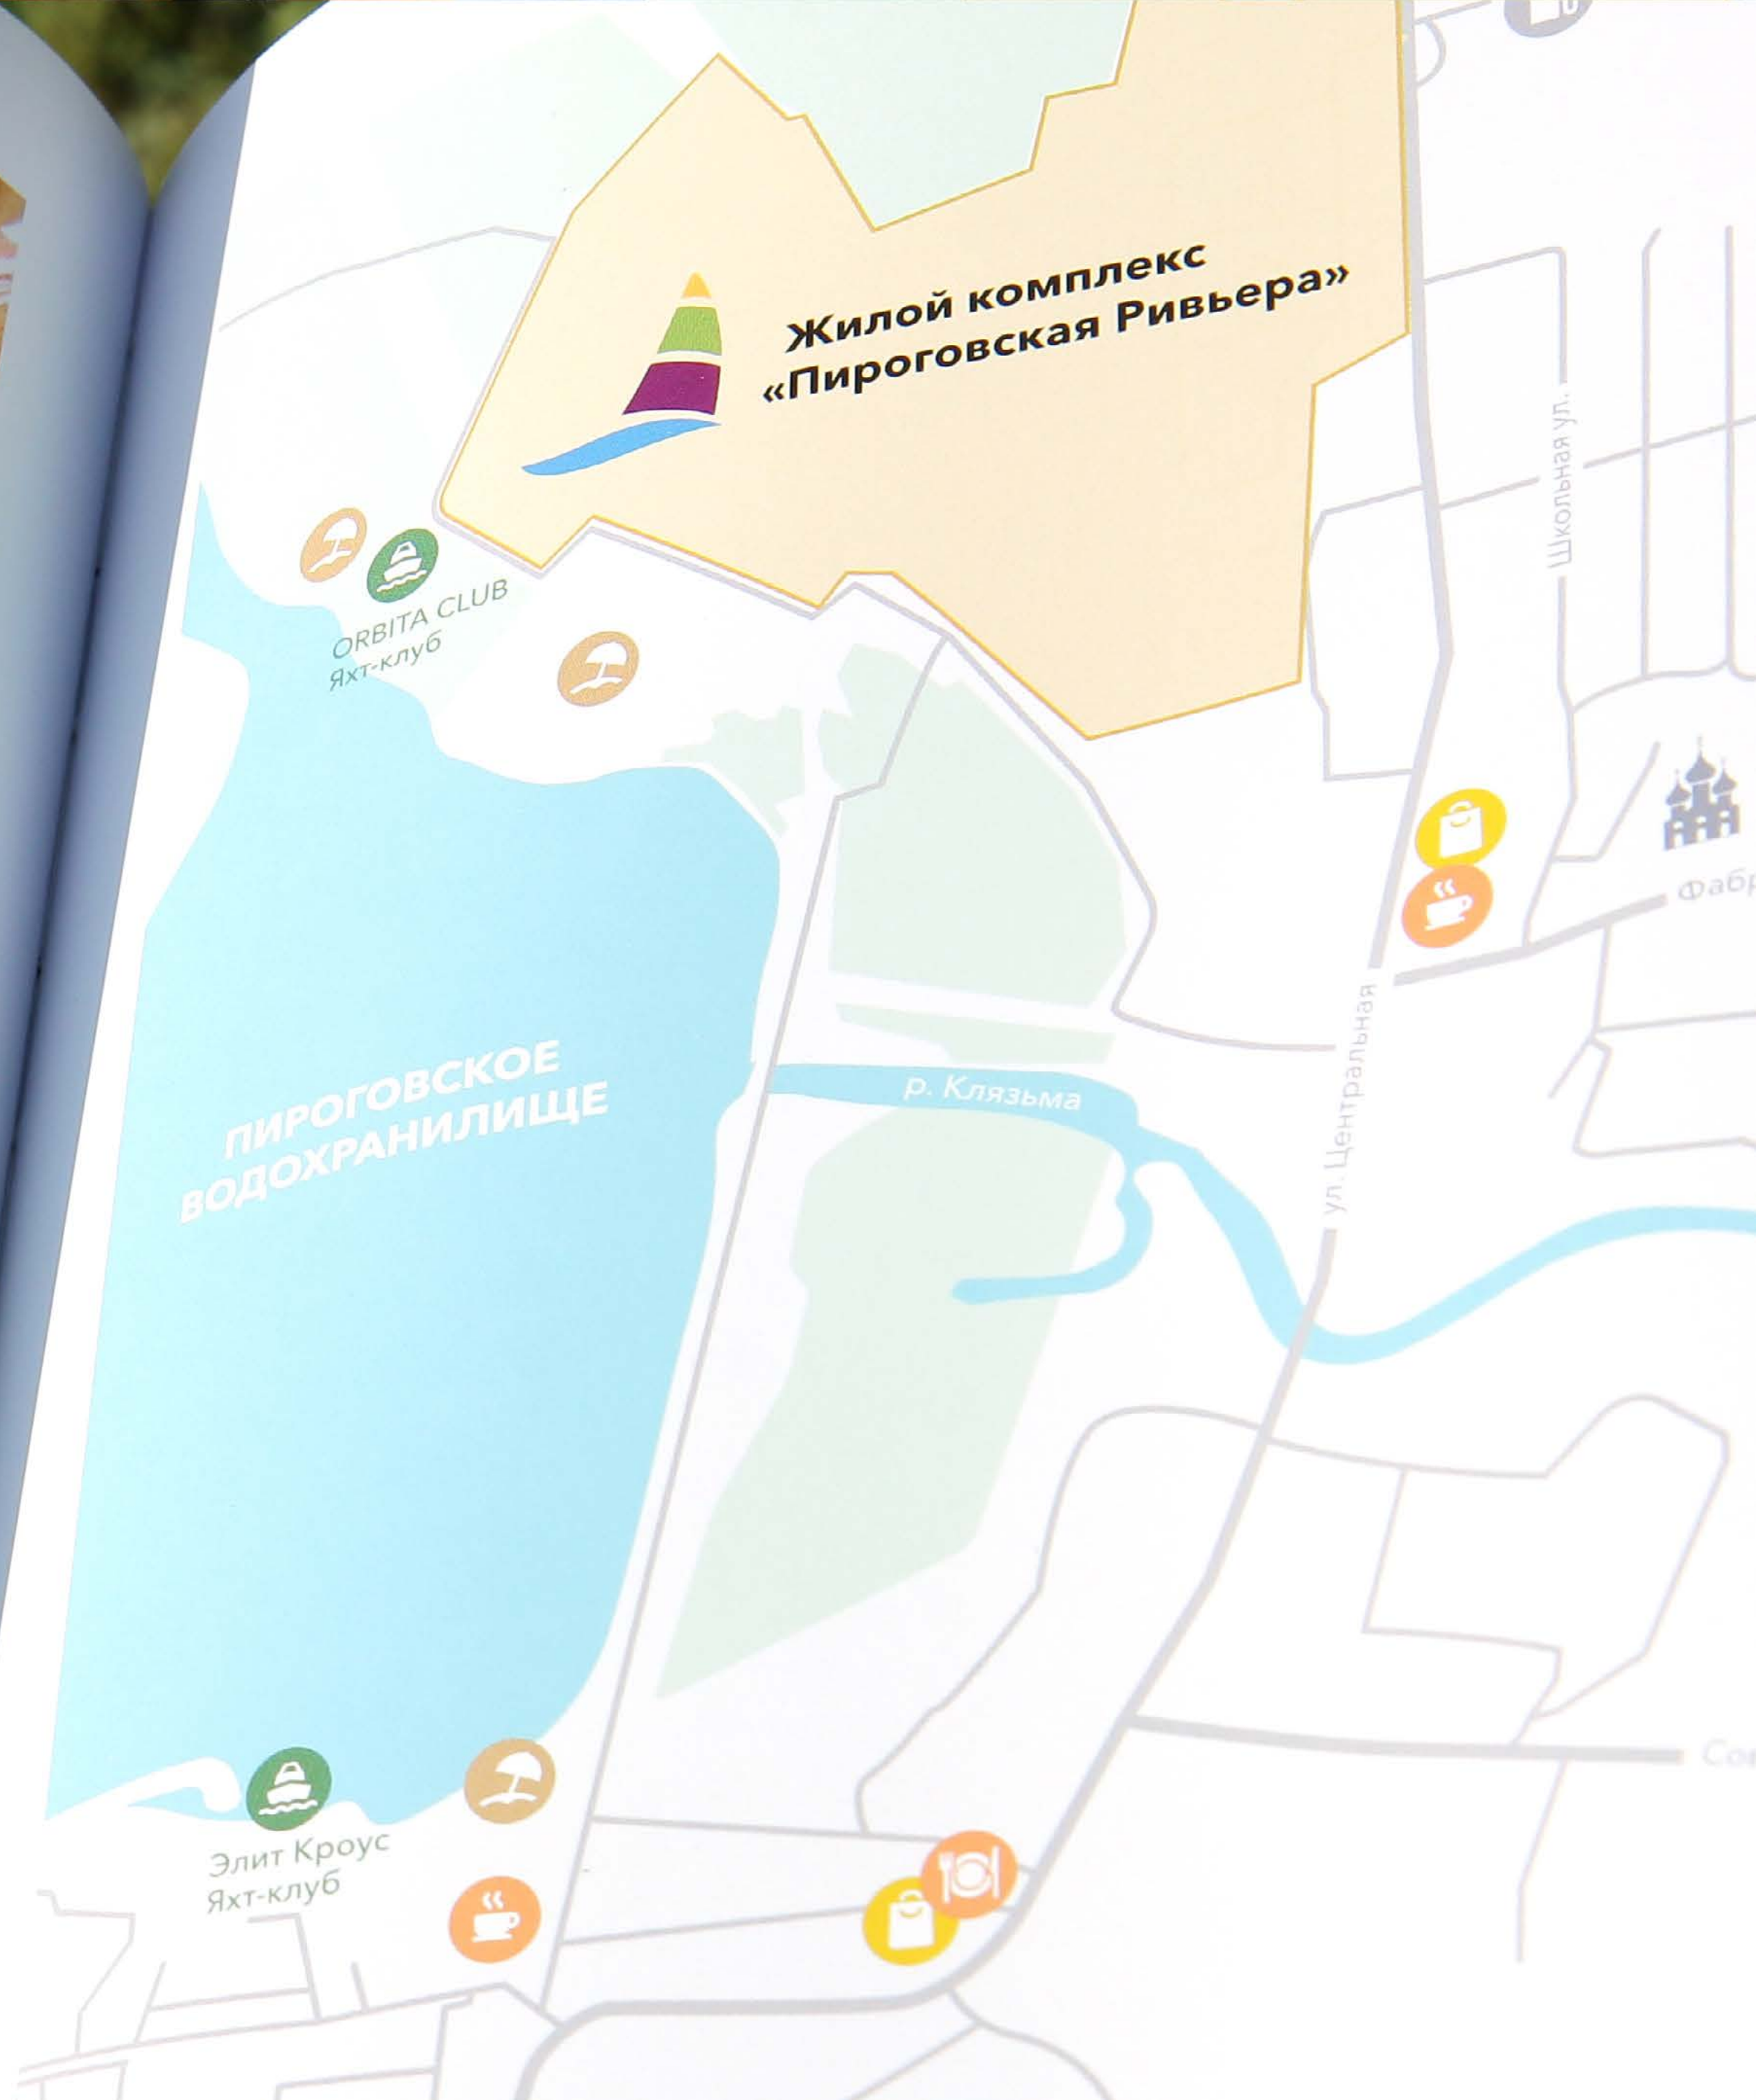 Жилой комплекс
«Пироговская Ривьера»
Школьная ул.
ORBITA CLUB
Яхт-клуб
ул. Центральная
ПИРОГОВСКОЕ
ВОДОХРАНИЛИЩЕ
р. Клязьма
Элит Кроус
Яхт-клуб